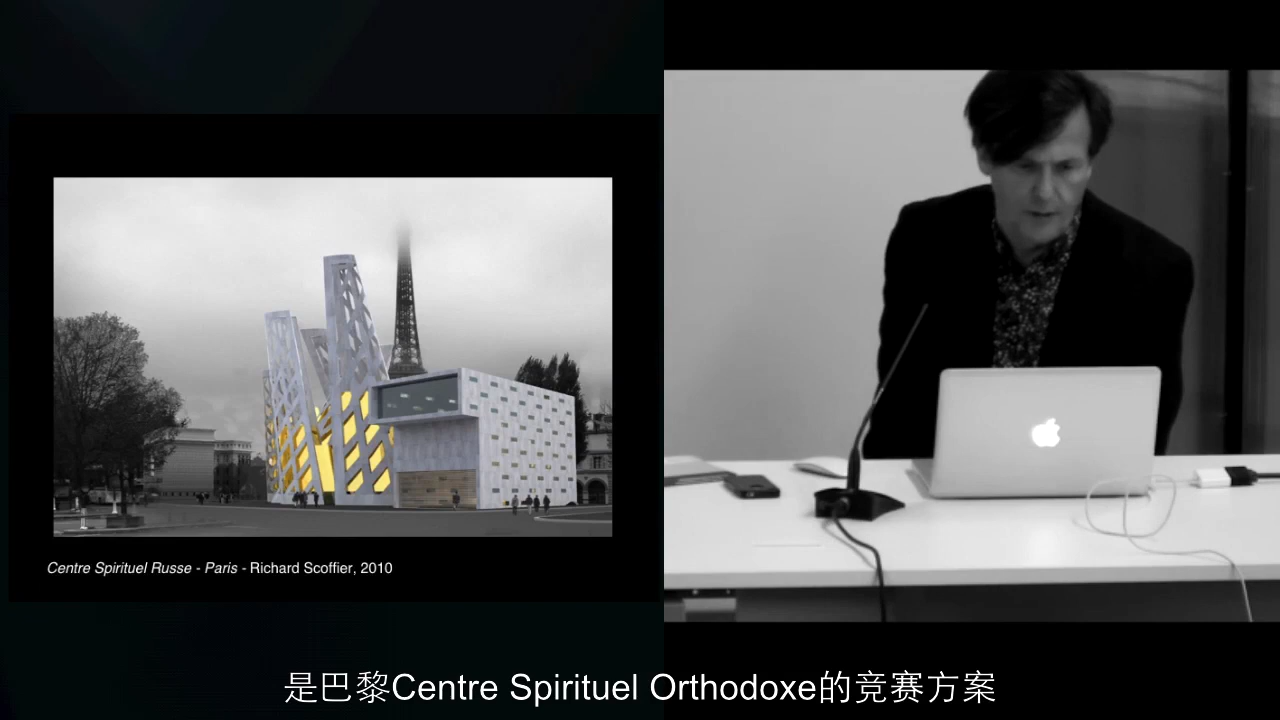 Centre Spirituel Russe - Paris - Richard Scoffier, 2010
是巴黎Centre Spirituel Orthodoxe的竞赛方案